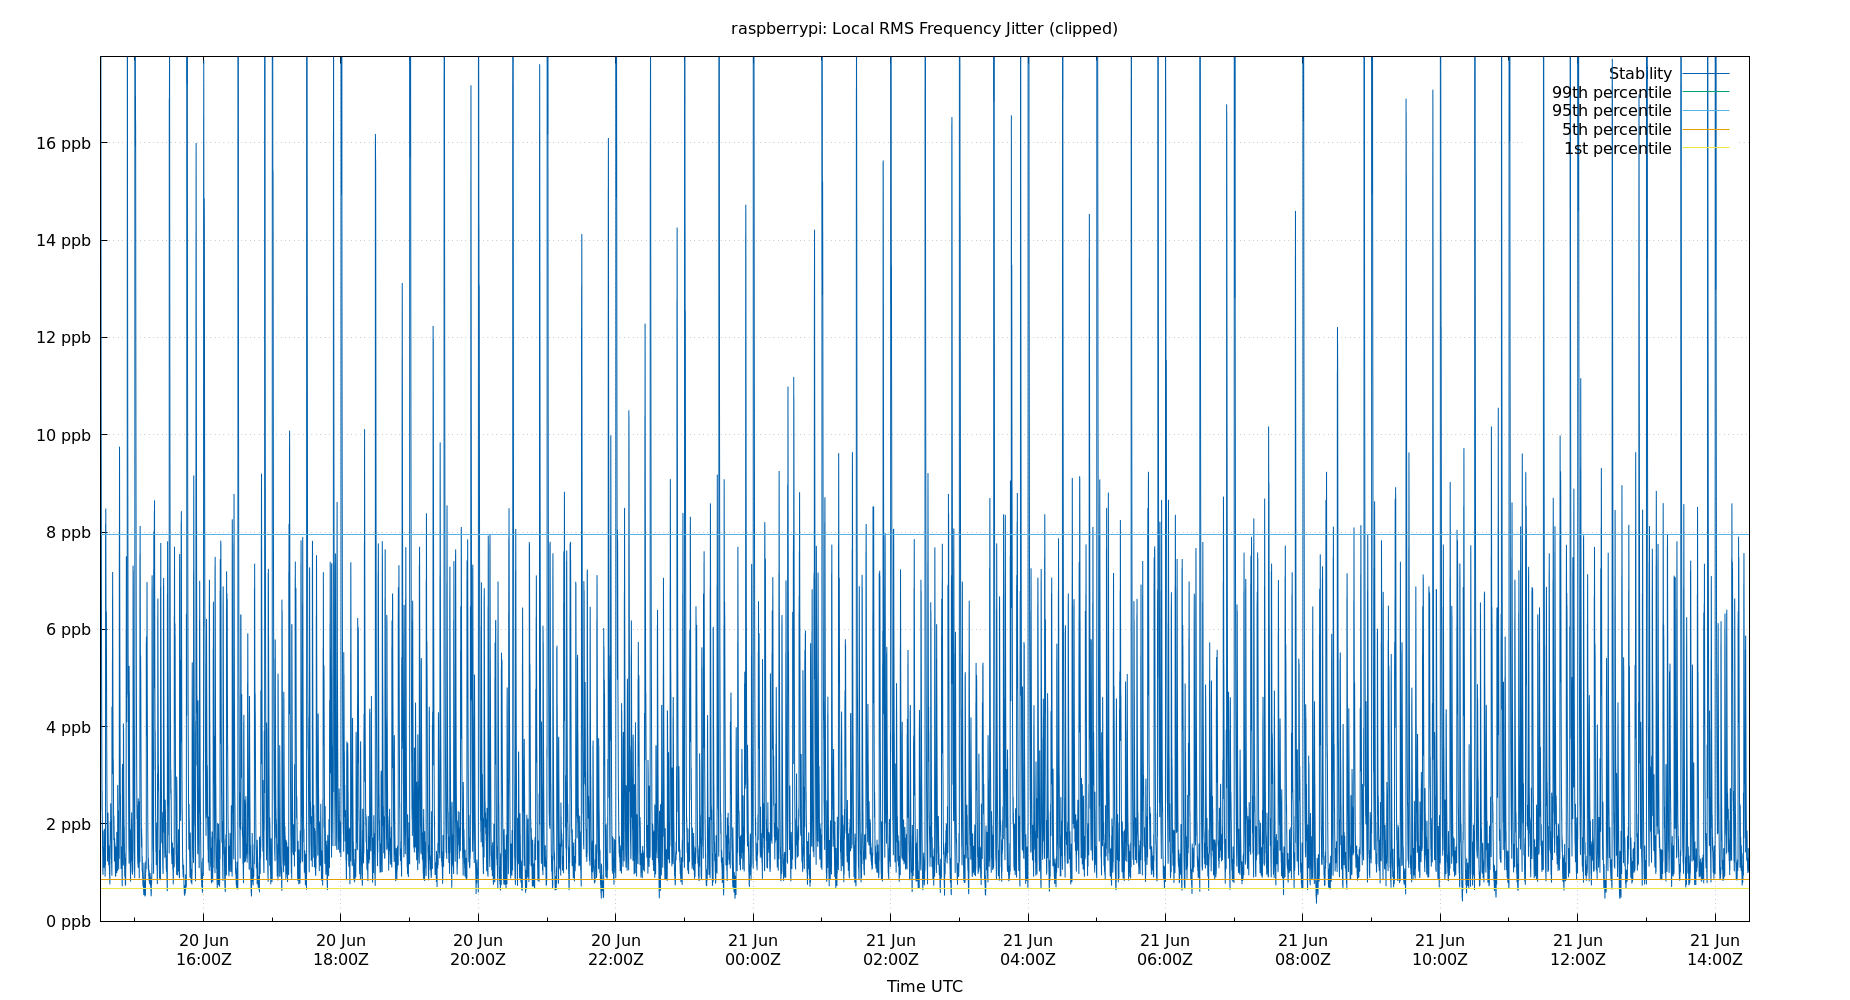 raspberrypi: Local RMS Frequency Jitter (clipped)
Stability
99th percentile
95th percentile
5th percentile
1st percentile
16 ppb
14 ppb
12 ppb
10 ppb
8 ppb
6 ppb
4 ppb
2 ppb
0 ppb
20 Jun 20 Jun 20 Jun 20 Jun 21 Jun 21 Jun 21 Jun 21 Jun 21 Jun 21 Jun 21 Jun 21 Jun
16:00Z 18:00Z 20:00Z 22:00Z 00:00Z 02:00Z 04:00Z 06:00Z 08:00Z 10:00Z 12:00Z 14:00Z
Time UTC